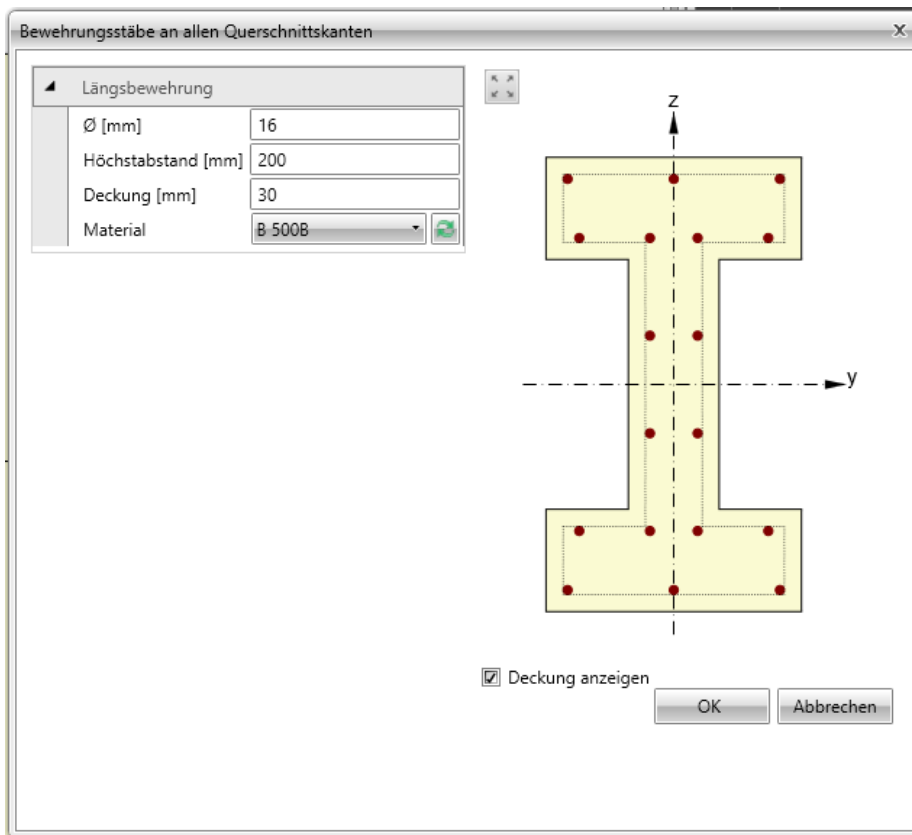 Bewehrungsstäbe an allen Querschnittskanten x
Längsbewehrung
Ø [mm] 16
Höchstabstand [mm] 200
Deckung [mm] 30
Material B 500B
z
y
Deckung anzeigen
OK Abbrechen